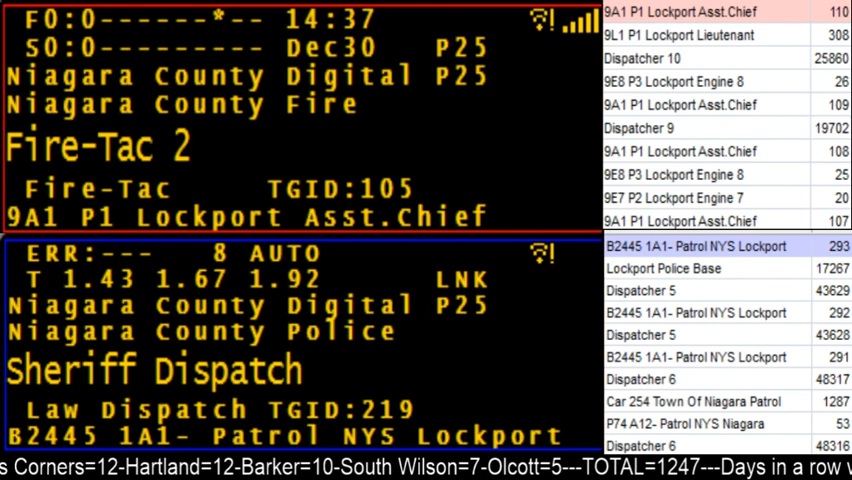 F0:0------*-- 14:37
S0:0--------- Dec30 P25
Niagara County Digital P25
Niagara County Fire
Fire-Tac 2
Fire-Tac TGID:105
9A1 P1 Lockport Asst.Chief
9A1 P1 Lockport Asst.Chief 110
9L1 P1 Lockport Lieutenant 308
Dispatcher 10 25860
9E8 P3 Lockport Engine 8 26
9A1 P1 Lockport Asst.Chief 109
Dispatcher 9 19702
9A1 P1 Lockport Asst.Chief 108
9E8 P3 Lockport Engine 8 25
9E7 P2 Lockport Engine 7 20
9A1 P1 Lockport Asst.Chief 107
ERR:--- 8 AUTO
T 1.43 1.67 1.92 LNK
Niagara County Digital P25
Niagara County Police
Sheriff Dispatch
Law Dispatch TGID:219
B2445 1A1- Patrol NYS Lockport
B2445 1A1- Patrol NYS Lockport 293
Lockport Police Base 17267
Dispatcher 5 43629
B2445 1A1- Patrol NYS Lockport 292
Dispatcher 5 43628
B2445 1A1- Patrol NYS Lockport 291
Dispatcher 6 48317
Car 254 Town Of Niagara Patrol 1287
P74 A12- Patrol NYS Niagara 53
Dispatcher 6 48316
s Corners=12-Hartland=12-Barker=10-South Wilson=7-Olcott=5---TOTAL=1247---Days in a row w